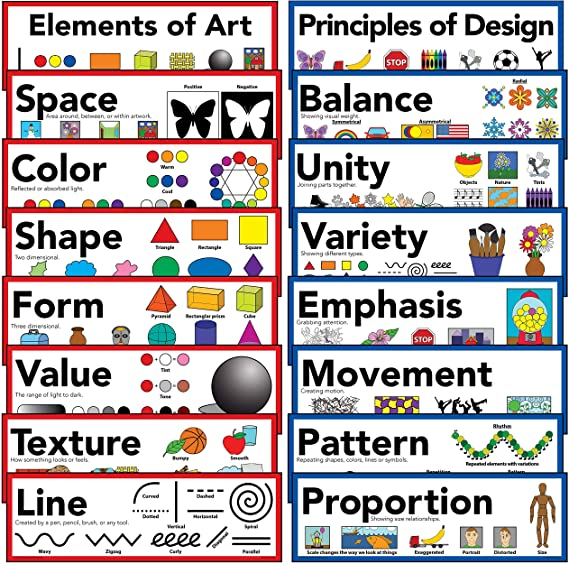 Elements of Art
Space
Area around, between, or within artwork.
Positive
Negative
Color
Reflected or absorbed light.
Warm
Cool
Shape
Two dimensional.
Triangle
Rectangle
Square
Form
Three dimensional.
Pyramid
Rectangular prism
Cube
Value
The range of light to dark.
Tint
Tone
Texture
How something looks or feels.
Bumpy
Smooth
Line
Created by a pen, pencil, brush, or any tool.
Curved
Dashed
Dotted
Horizontal
Spiral
Vertical
Wavy
Zigzag
Curly
Diagonal
Parallel
Principles of Design
STOP
Balance
Showing visual weight.
Radial
Symmetrical
Asymmetrical
Unity
Joining parts together.
Objects
Nature
Tints
Variety
Showing different types.
Emphasis
Grabbing attention.
STOP
Movement
Creating motion.
Pattern
Repeating shapes, colors, lines or symbols.
Rhythm
Repeated elements with variations
Repetition
Pattern
Proportion
Showing size relationships.
Scale changes the way we look at things
Exaggerated
Portrait
Distorted
Size